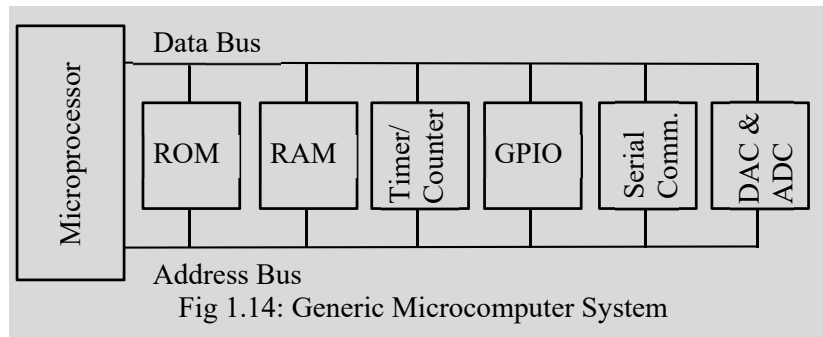 Data Bus
Microprocessor
ROM
RAM
Timer/
Counter
GPIO
Serial
Comm.
DAC &
ADC
Address Bus
Fig 1.14: Generic Microcomputer System